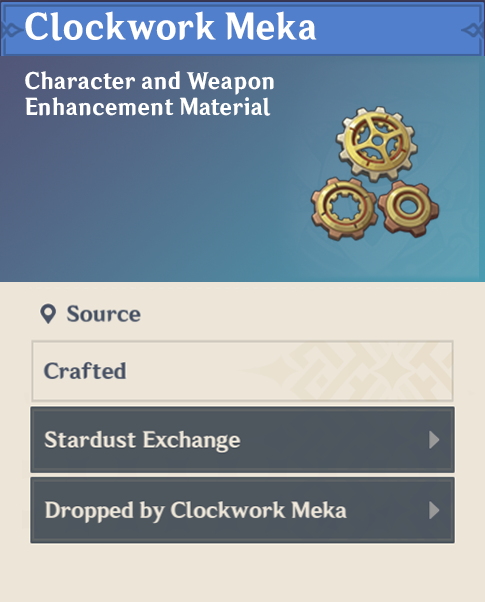 Clockwork Meka
Character and Weapon
Enhancement Material
Source
Crafted
Stardust Exchange
Dropped by Clockwork Meka